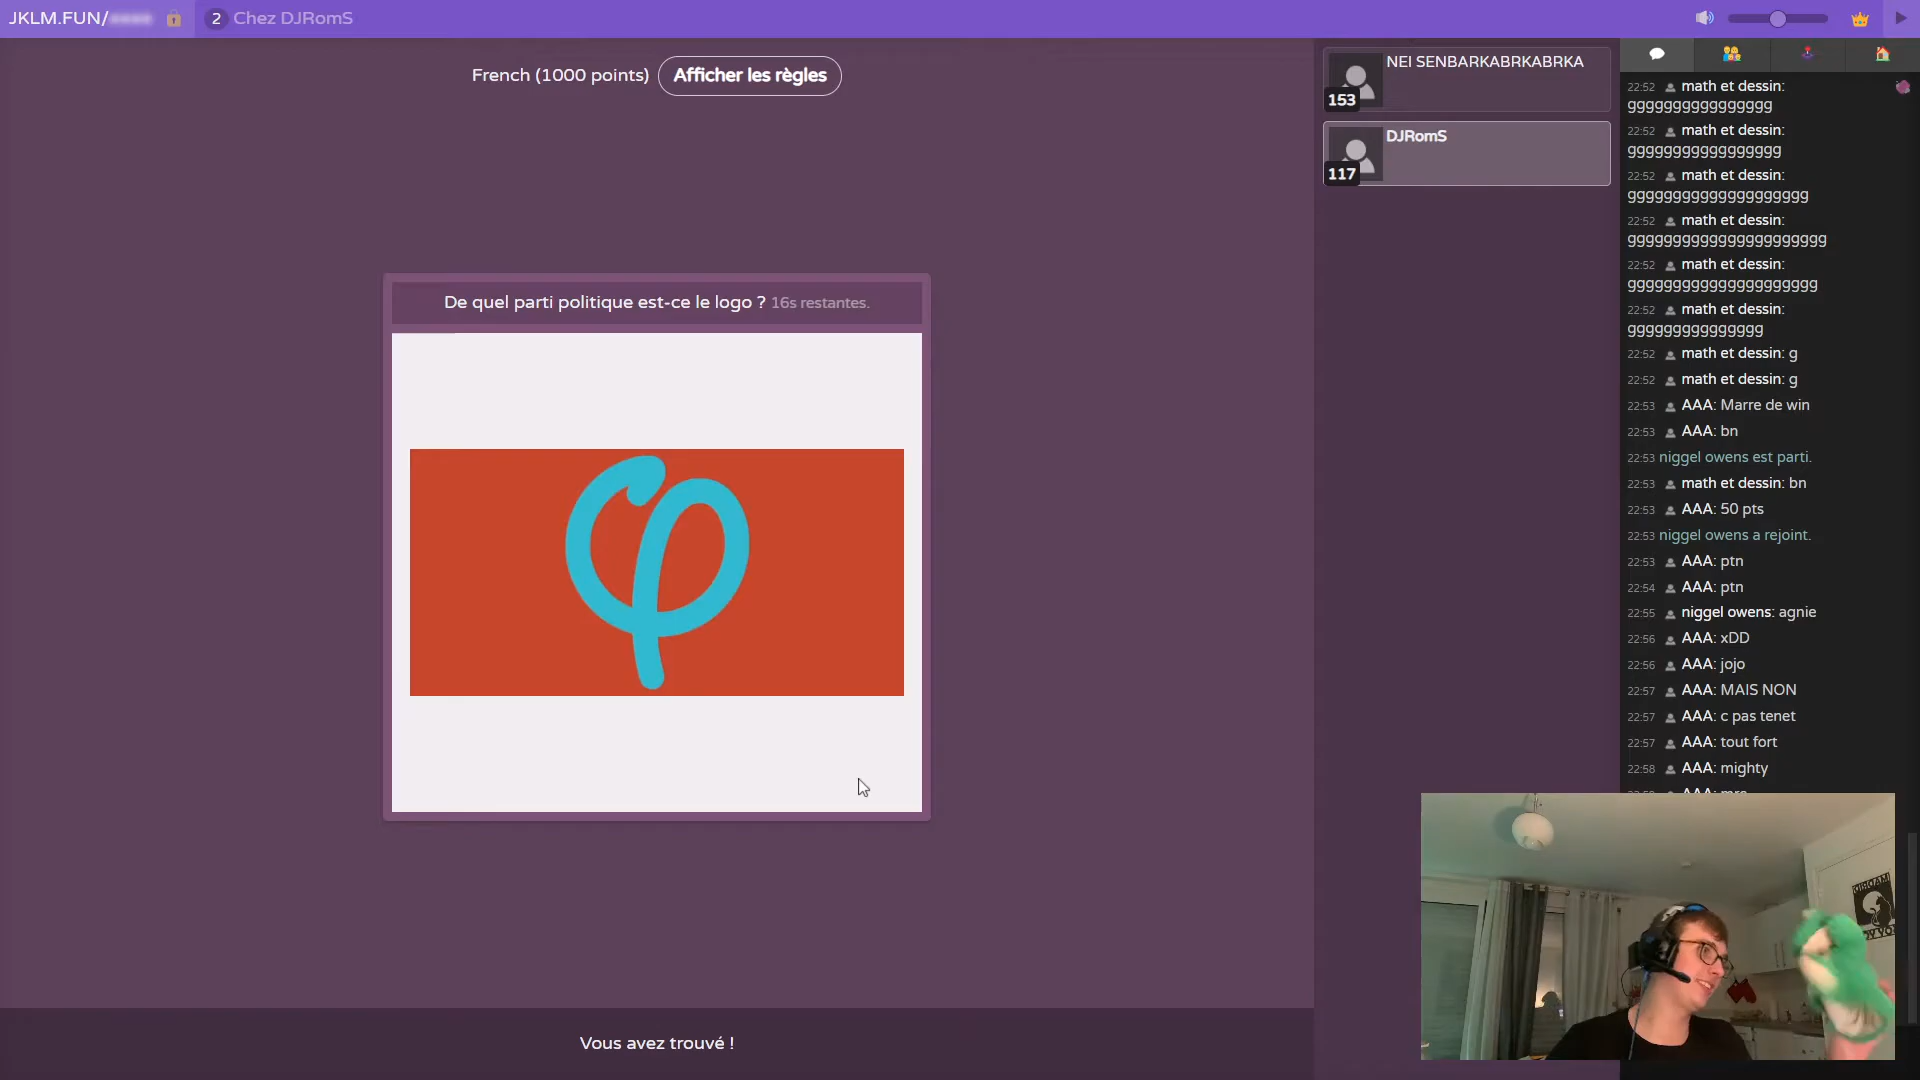 JKLM.FUN/
2 Chez DJRomS
French (1000 points) Afficher les règles
De quel parti politique est-ce le logo ? 16s restantes.
Vous avez trouvé !
NEI SENBARKABRKABRKA
153
DJRomS
117
22:52 math et dessin:
gggggggggggggggg
22:52 math et dessin:
ggggggggggggggggg
22:52 math et dessin:
gggggggggggggggggggg
22:52 math et dessin:
gggggggggggggggggggggg
22:52 math et dessin:
ggggggggggggggggggggg
22:52 math et dessin:
ggggggggggggggg
22:52 math et dessin: g
22:52 math et dessin: g
22:53 AAA: Marre de win
22:53 AAA: bn
22:53 niggel owens est parti.
22:53 math et dessin: bn
22:53 AAA: 50 pts
22:53 niggel owens a rejoint.
22:53 AAA: ptn
22:54 AAA: ptn
22:55 niggel owens: agnie
22:56 AAA: xDD
22:56 AAA: jojo
22:57 AAA: MAIS NON
22:57 AAA: c pas tenet
22:57 AAA: tout fort
22:58 AAA: mighty